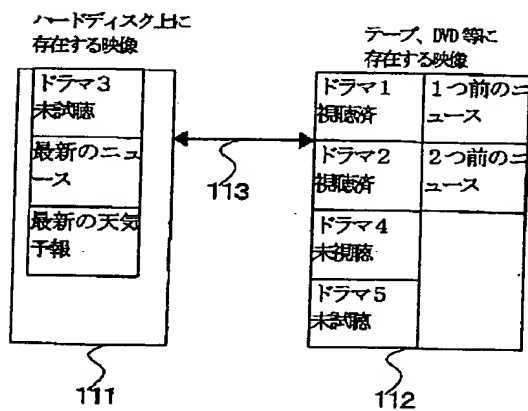 ハードディスク上に
存在する映像
ドラマ3
未試聴
最新のニュ
ース
最新の天気
予報
111
113
テープ、DVD等に
存在する映像
ドラマ1
視聴済
1つ前のニ
ュース
ドラマ2
視聴済
2つ前のニ
ュース
ドラマ4
未視聴
ドラマ5
未試聴
112